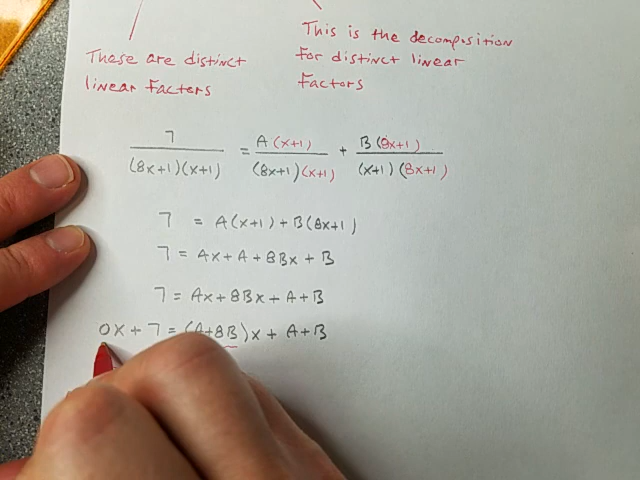 These are distinct
linear factors
This is the decomposition
for distinct linear
factors
7/((8x+1)(x+1)) = A(x+1)/((8x+1)(x+1)) + B(8x+1)/((x+1)(8x+1))
7 = A(x+1) + B(8x+1)
7 = Ax + A + 8Bx + B
7 = Ax + 8Bx + A + B
0x + 7 = (A+8B)x + A+B